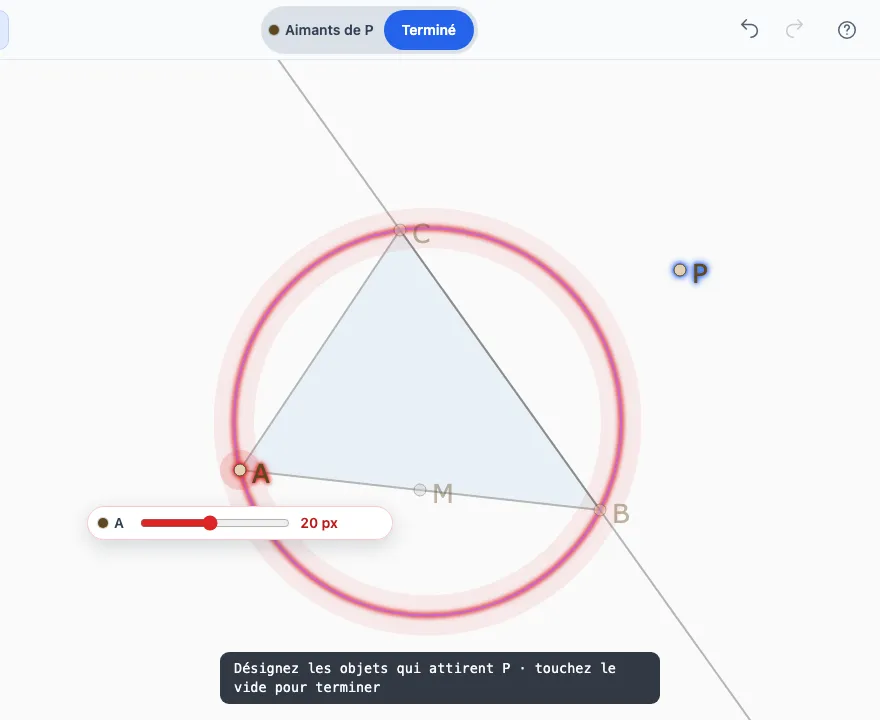 Aimants de P
Terminé
C
P
A
M
B
A
20 px
Désignez les objets qui attirent P · touchez le
vide pour terminer